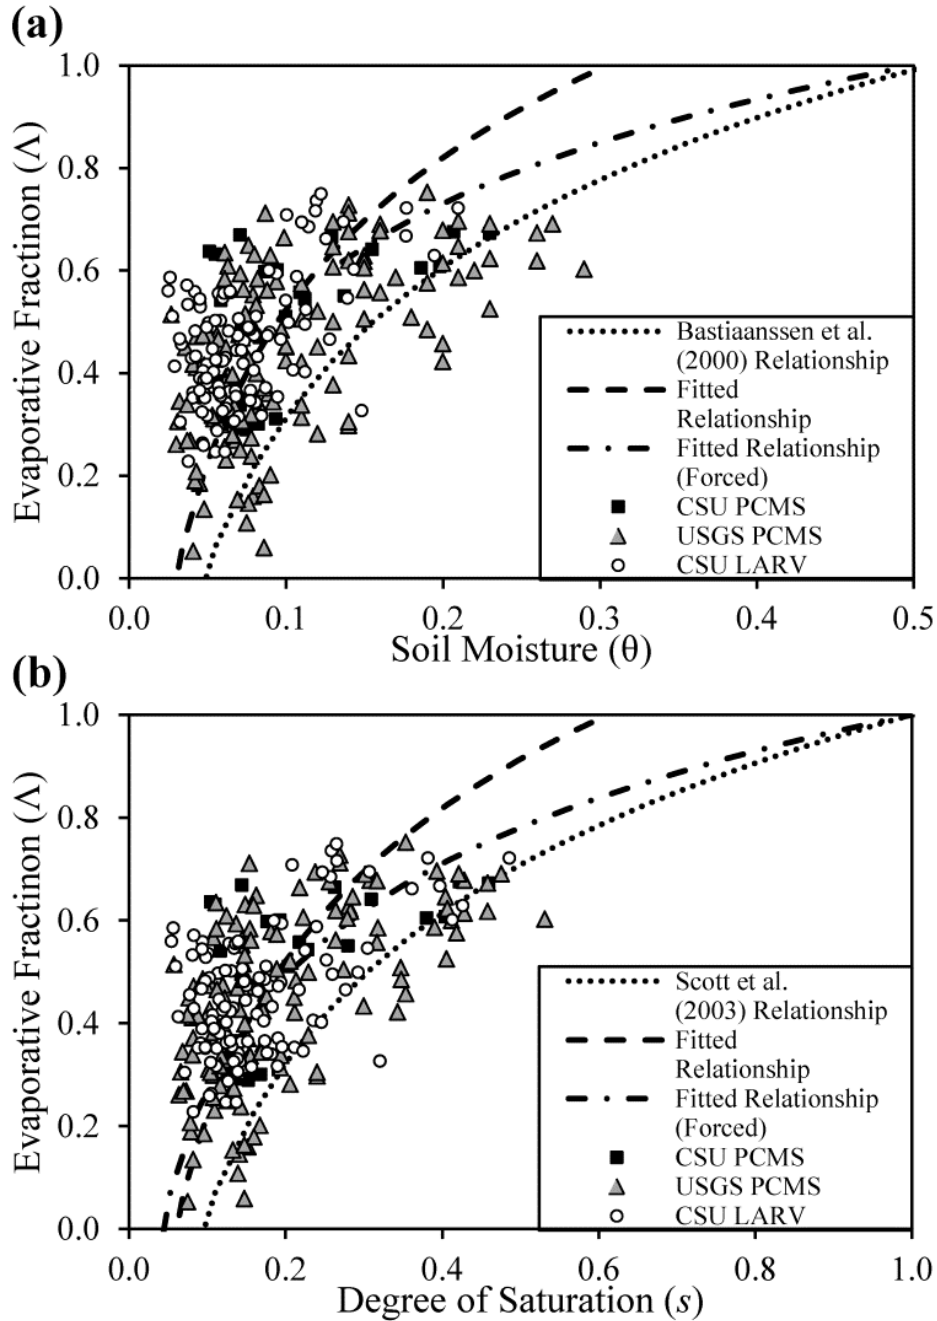 (a)
1.0
0.8
0.6
0.4
0.2
0.0
Evaporative Fractinon (Λ)
Bastiaanssen et al.
(2000) Relationship
Fitted
Relationship
Fitted Relationship
(Forced)
CSU PCMS
USGS PCMS
CSU LARV
0.0 0.1 0.2 0.3 0.4 0.5
Soil Moisture (θ)
(b)
1.0
0.8
0.6
0.4
0.2
0.0
Evaporative Fractinon (Λ)
Scott et al.
(2003) Relationship
Fitted
Relationship
Fitted Relationship
(Forced)
CSU PCMS
USGS PCMS
CSU LARV
0.0 0.2 0.4 0.6 0.8 1.0
Degree of Saturation (s)